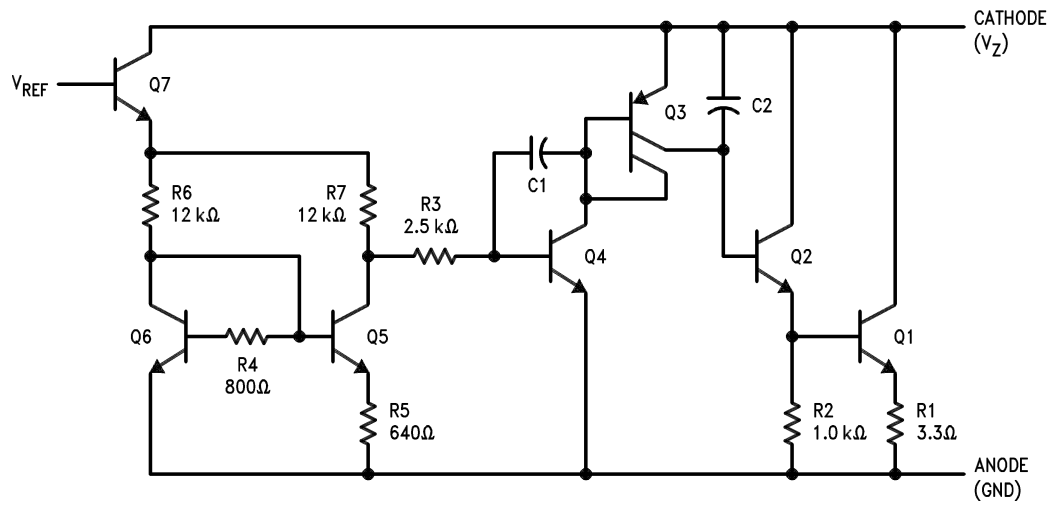 CATHODE
(VZ)
VREF
Q7
Q3
C2
C1
R6
12 kΩ
R7
12 kΩ
R3
2.5 kΩ
Q4
Q2
Q6
R4
800Ω
Q5
Q1
R5
640Ω
R2
1.0 kΩ
R1
3.3Ω
ANODE
(GND)